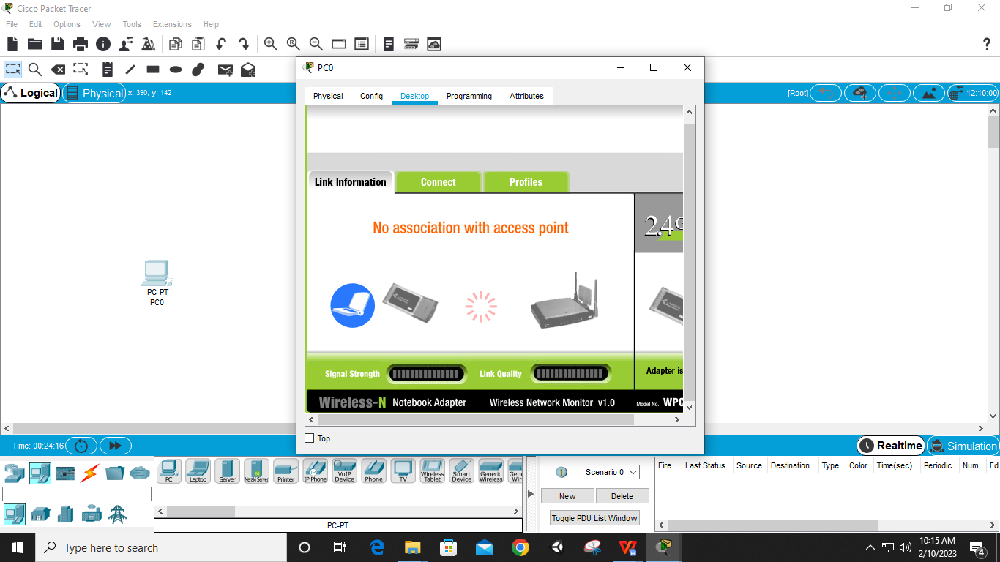 Cisco Packet Tracer
File Edit Options View Tools Extensions Help
PC0
Logical Physical x: 390, y: 142
[Root] 12:10:00
Physical Config Desktop Programming Attributes
Link Information Connect Profiles
No association with access point
2.4G
PC-PT
PC0
Signal Strength Link Quality Adapter is
Wireless-N Notebook Adapter Wireless Network Monitor v1.0 Model No. WPC
Top
Time: 00:24:16
Realtime Simulation
PC Laptop Server Meraki Server Printer IP Phone VoIP Device Phone TV Wireless Tablet Smart Device Generic Wireless
Scenario 0
New Delete
Toggle PDU List Window
Fire Last Status Source Destination Type Color Time(sec) Periodic Num Ed
PC-PT
Type here to search
10:15 AM
2/10/2023
4